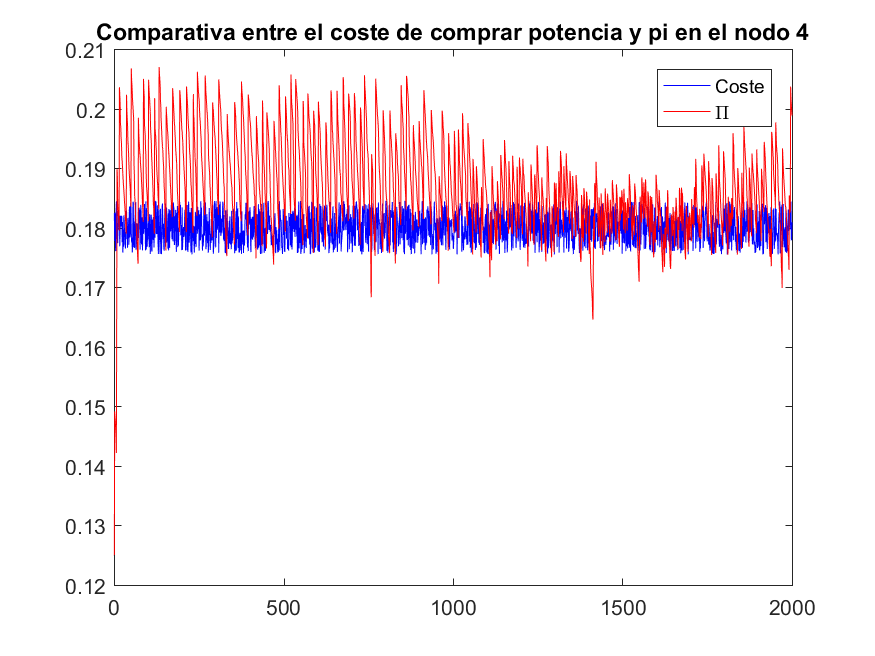 Comparativa entre el coste de comprar potencia y pi en el nodo 4
0.21
0.2
0.19
0.18
0.17
0.16
0.15
0.14
0.13
0.12
Coste
Π
0 500 1000 1500 2000